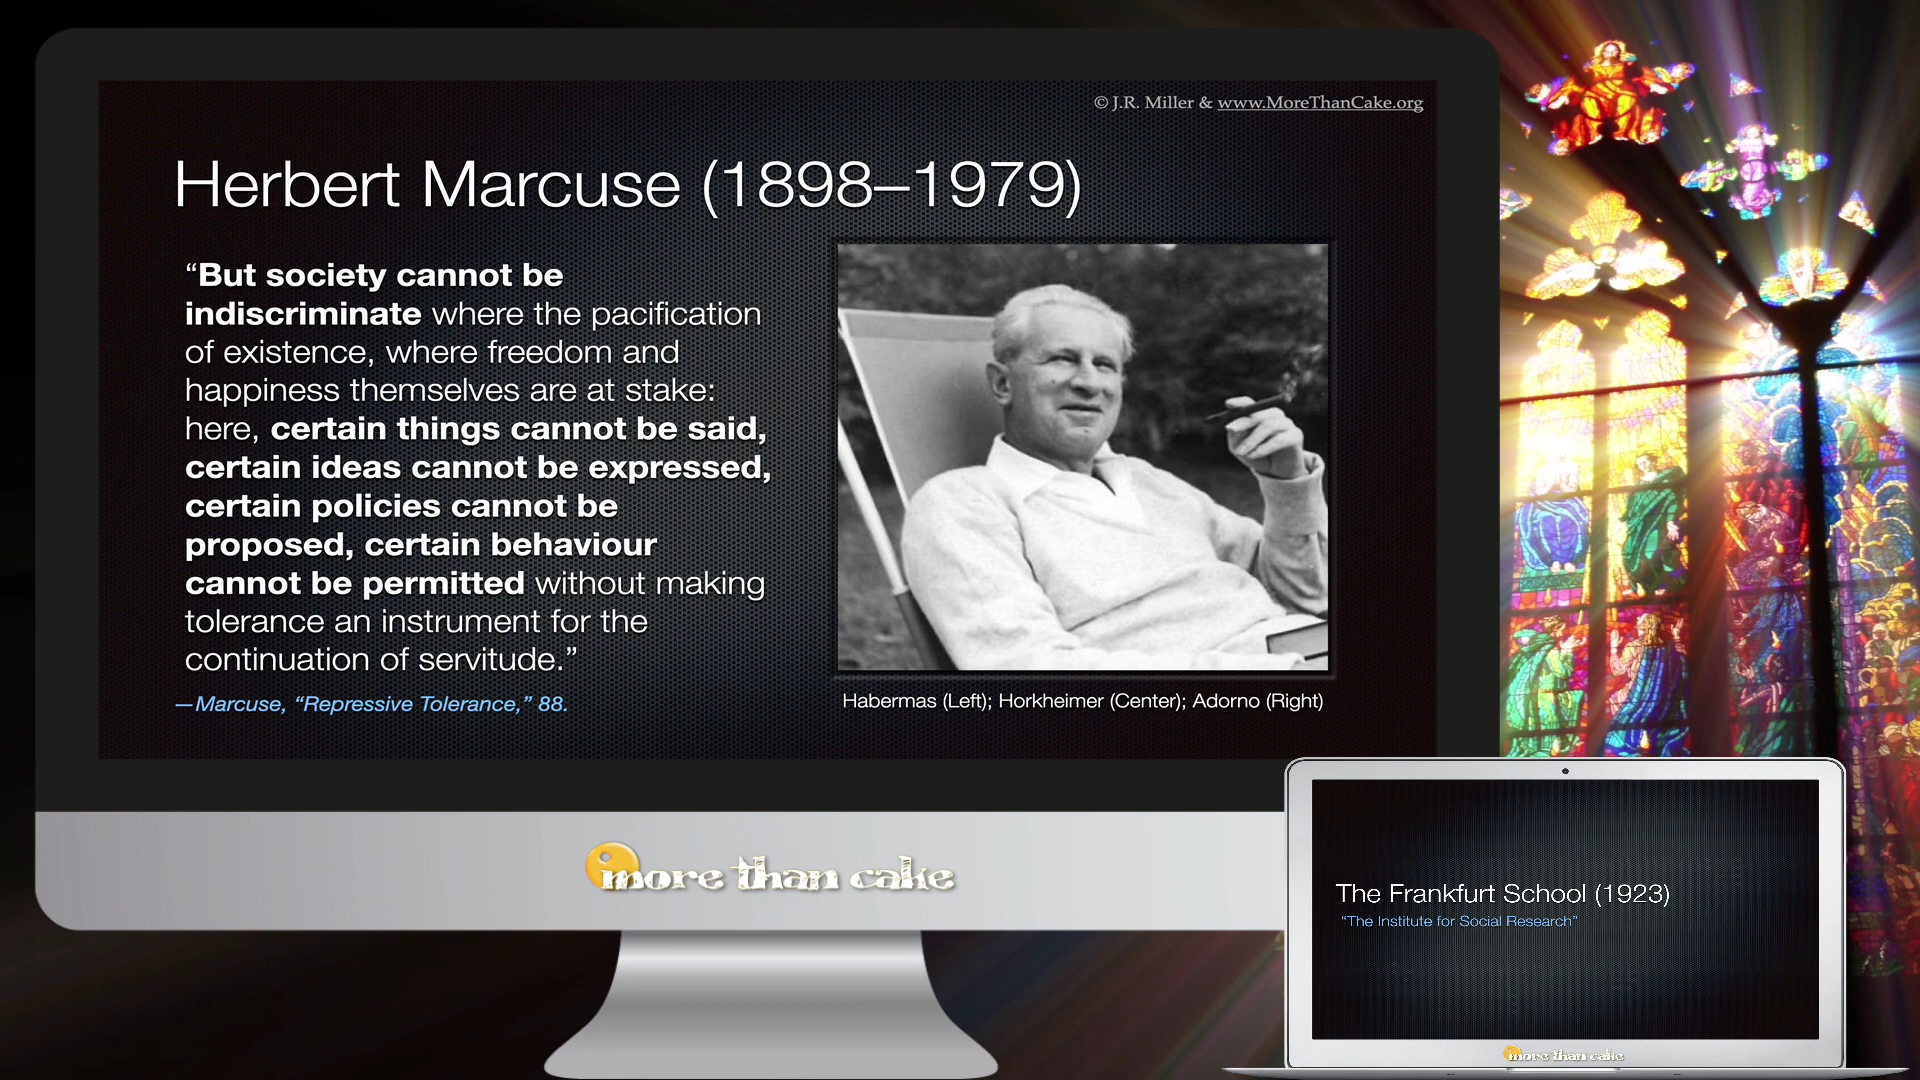 © J.R. Miller & www.MoreThanCake.org
Herbert Marcuse (1898–1979)
“But society cannot be
indiscriminate where the pacification
of existence, where freedom and
happiness themselves are at stake:
here, certain things cannot be said,
certain ideas cannot be expressed,
certain policies cannot be
proposed, certain behaviour
cannot be permitted without making
tolerance an instrument for the
continuation of servitude.”
—Marcuse, “Repressive Tolerance,” 88.
Habermas (Left); Horkheimer (Center); Adorno (Right)
more than cake
The Frankfurt School (1923)
“The Institute for Social Research”
more than cake